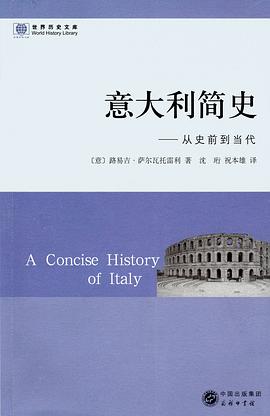 世界历史文库
World History Library
意大利简史
——从史前到当代
〔意〕路易吉·萨尔瓦托雷利 著 沈珩 祝本雄 译
A Concise History
of Italy
中国出版集团
商务印书馆